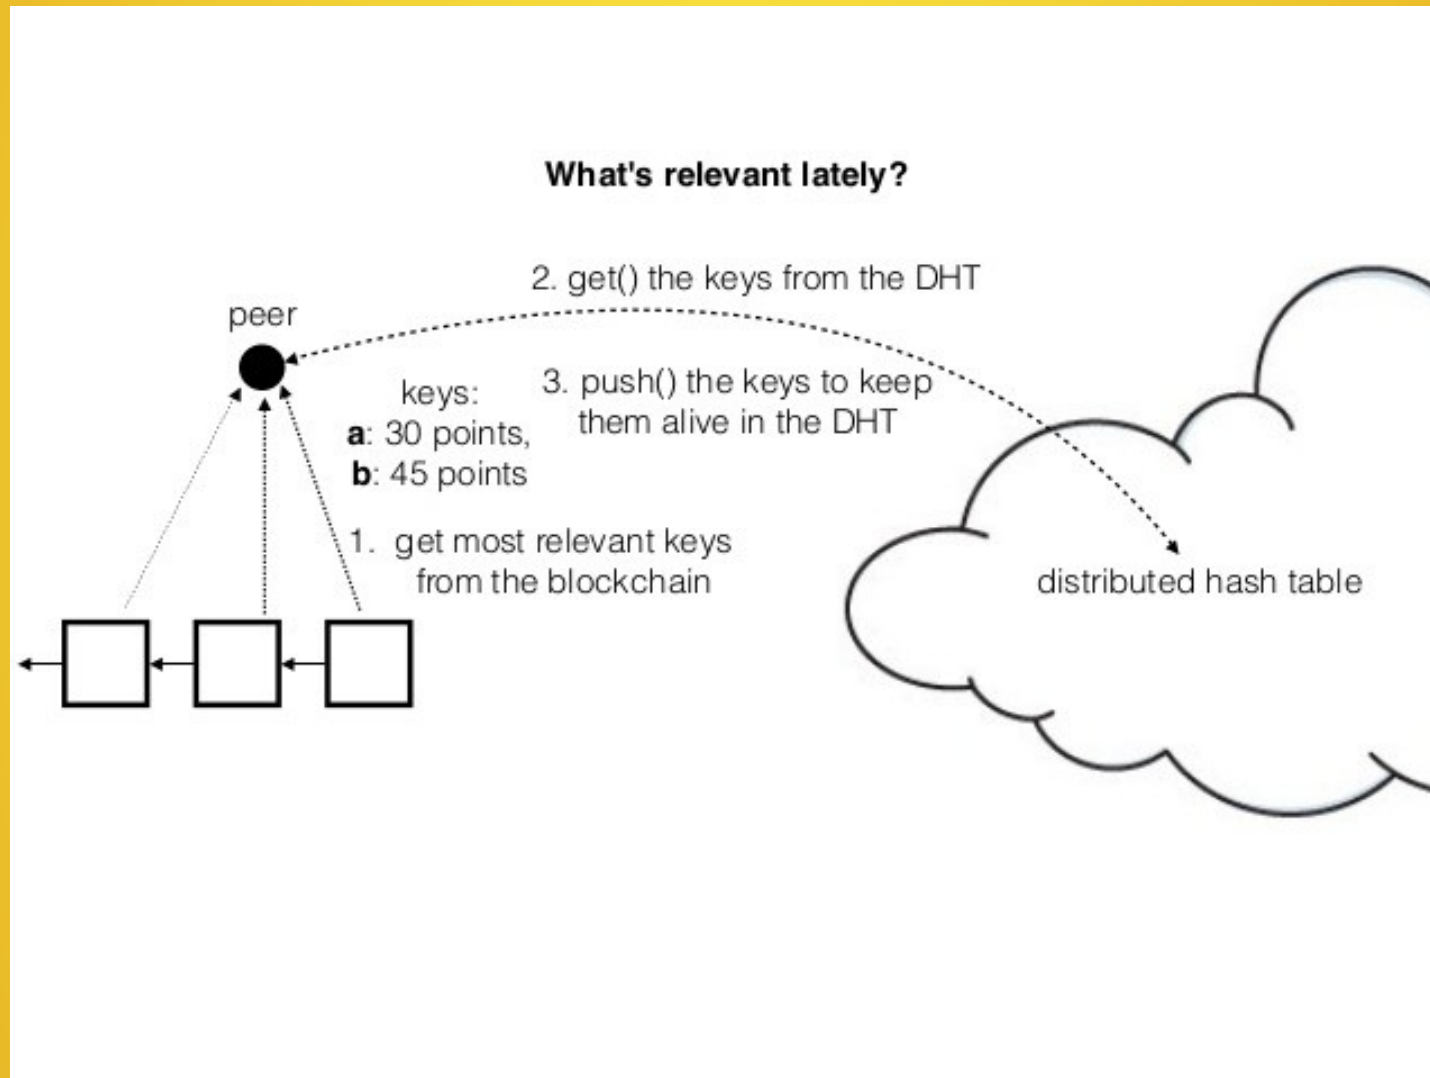 What's relevant lately?
2. get() the keys from the DHT
peer
3. push() the keys to keep
them alive in the DHT
keys:
a: 30 points,
b: 45 points
1. get most relevant keys
from the blockchain
distributed hash table